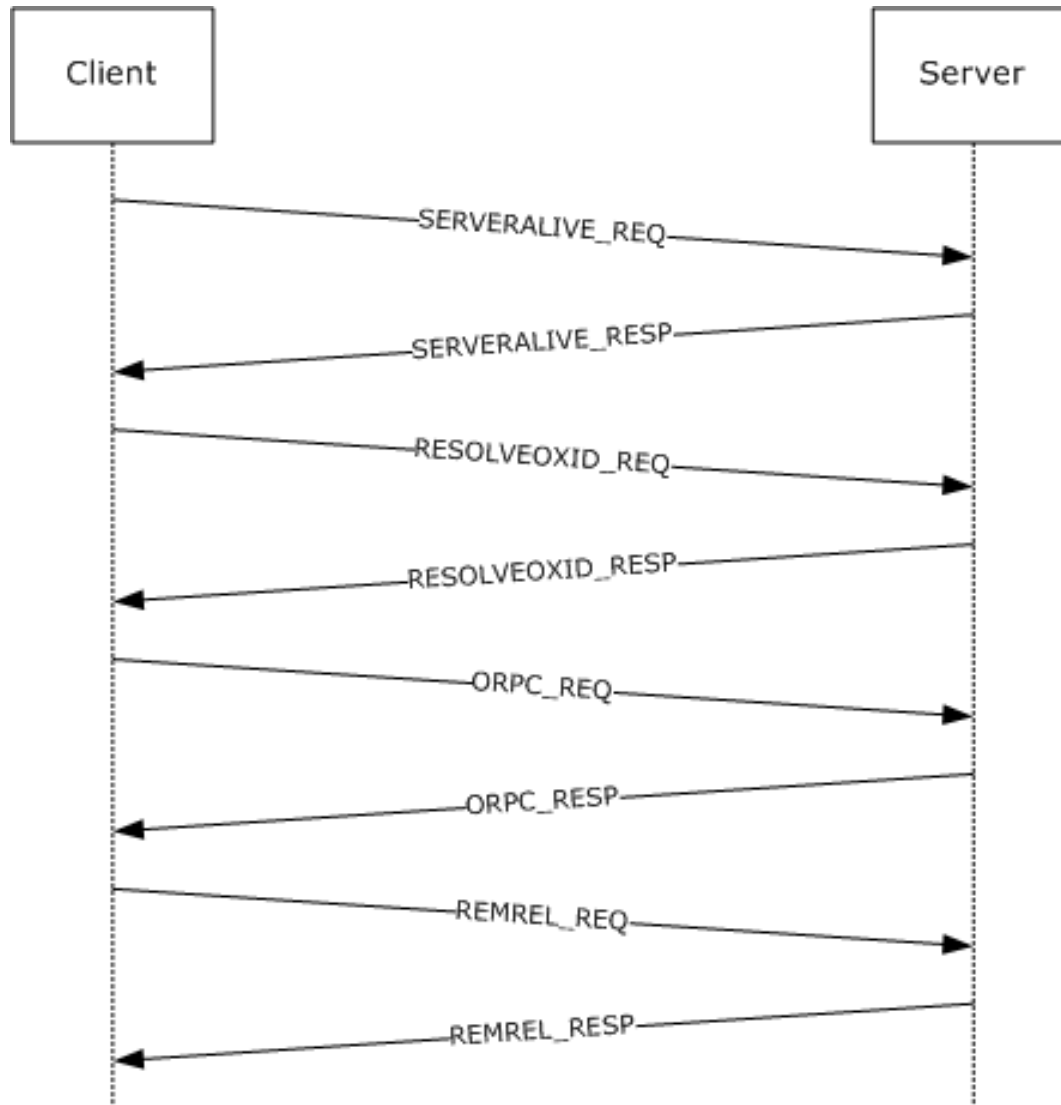 Client
Server
SERVERALIVE_REQ
SERVERALIVE_RESP
RESOLVEOXID_REQ
RESOLVEOXID_RESP
ORPC_REQ
ORPC_RESP
REMREL_REQ
REMREL_RESP